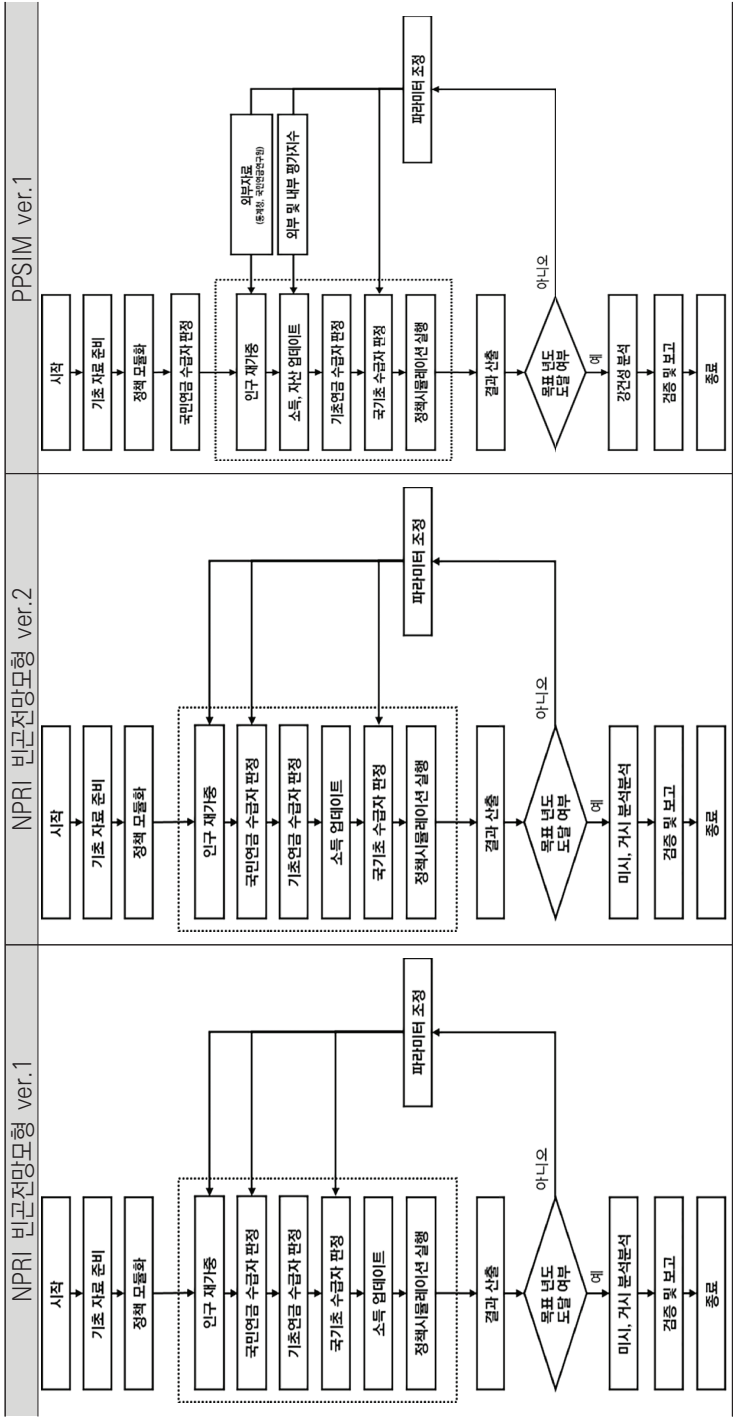 NPRI 빈곤전망모형 ver.1
시작
기초 자료 준비
정책 모듈화
인구 재가중
국민연금 수급자 판정
기초연금 수급자 판정
국기초 수급자 판정
소득 업데이트
정책시뮬레이션 실행
결과 산출
목표 년도
도달 여부
아니오
예
파라미터 조정
미시, 거시 분석분석
검증 및 보고
종료
NPRI 빈곤전망모형 ver.2
시작
기초 자료 준비
정책 모듈화
인구 재가중
국민연금 수급자 판정
기초연금 수급자 판정
소득 업데이트
국기초 수급자 판정
정책시뮬레이션 실행
결과 산출
목표 년도
도달 여부
아니오
예
파라미터 조정
미시, 거시 분석분석
검증 및 보고
종료
PPSIM ver.1
시작
기초 자료 준비
정책 모듈화
국민연금 수급자 판정
외부자료
(통계청, 국민연금연구원)
외부 및 내부 평가지수
인구 재가중
소득, 자산 업데이트
기초연금 수급자 판정
국기초 수급자 판정
정책시뮬레이션 실행
결과 산출
목표 년도
도달 여부
아니오
예
파라미터 조정
강건성 분석
검증 및 보고
종료